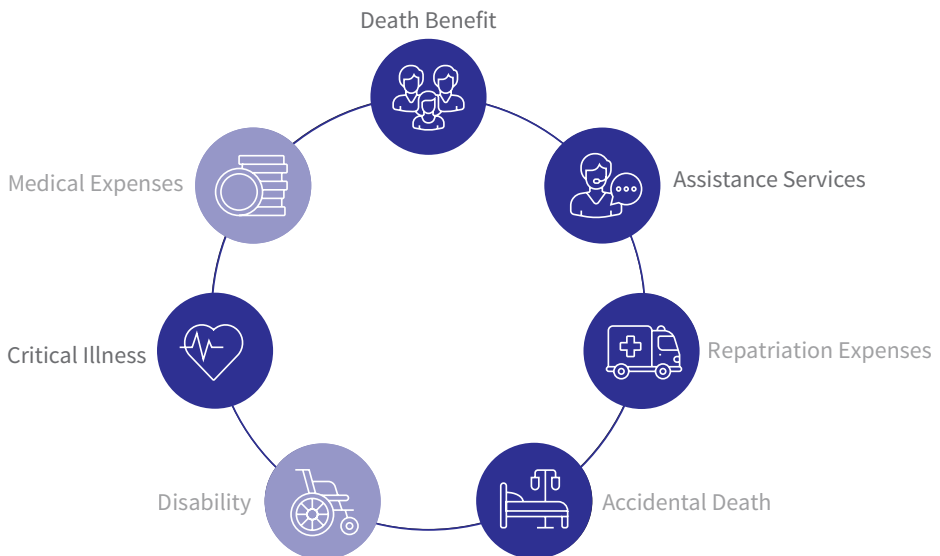 Death Benefit
Medical Expenses
Assistance Services
Critical Illness
Repatriation Expenses
Disability
Accidental Death